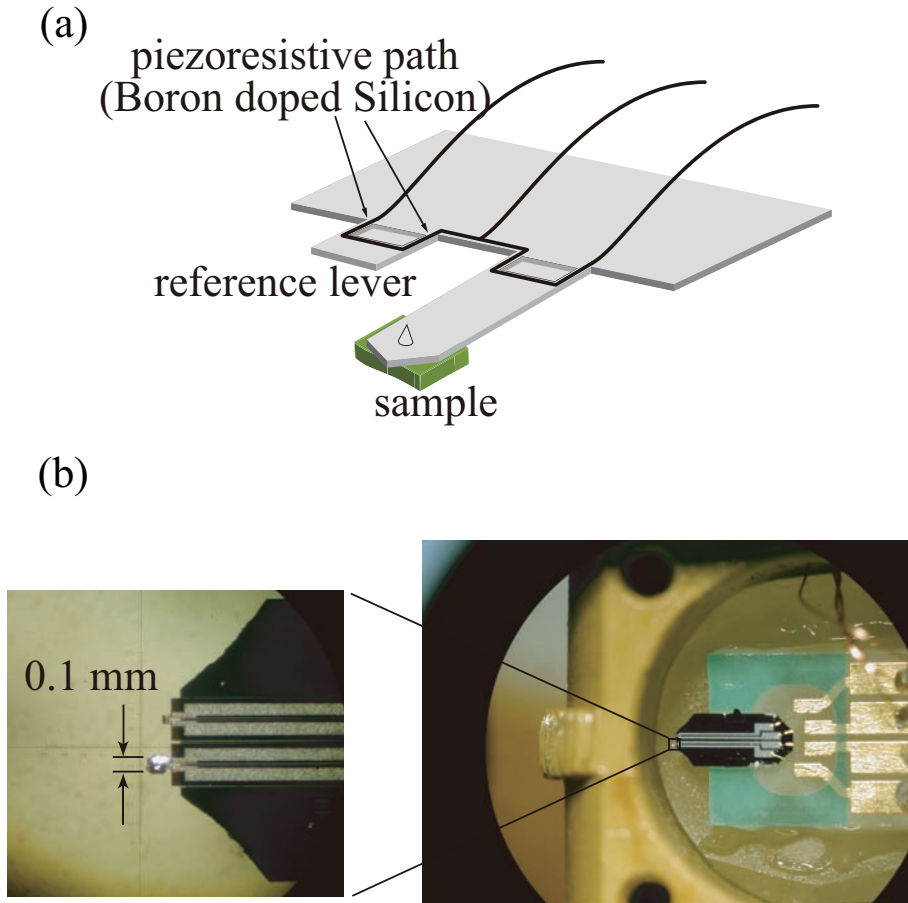 (a)
piezoresistive path
(Boron doped Silicon)
reference lever
sample
(b)
0.1 mm